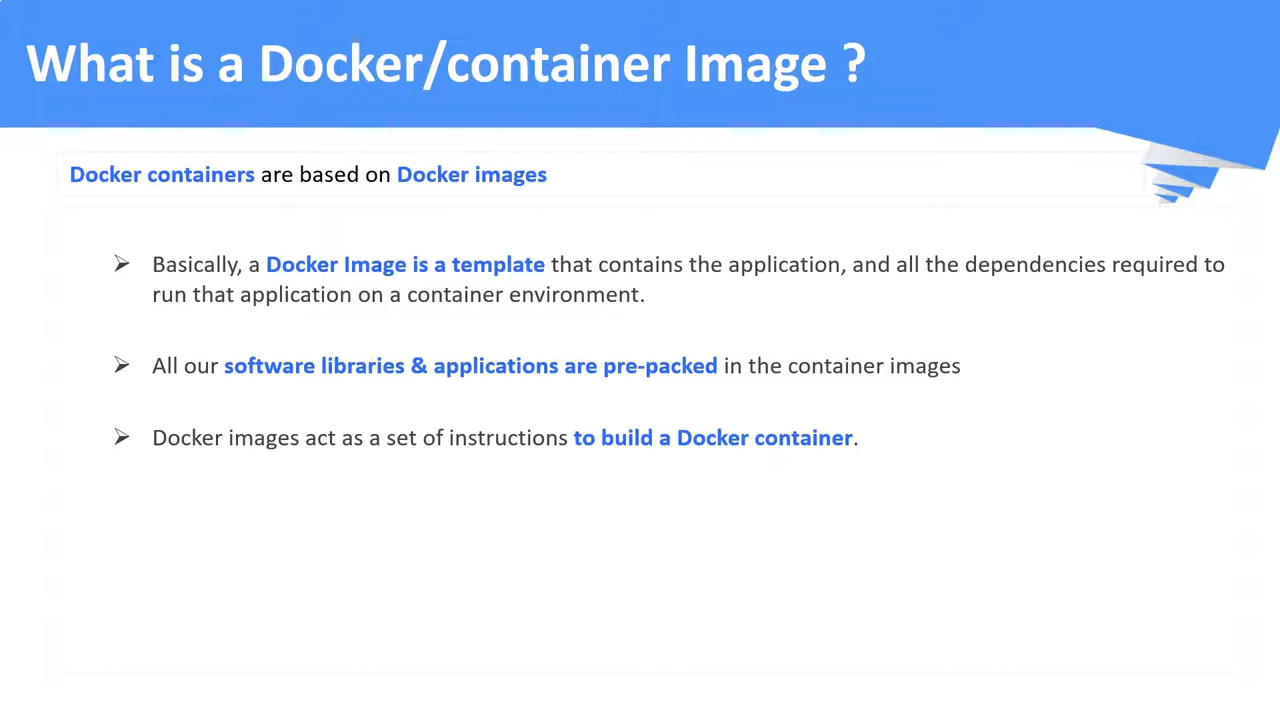 What is a Docker/container Image ?
Docker containers are based on Docker images
➢ Basically, a Docker Image is a template that contains the application, and all the dependencies required to
run that application on a container environment.
➢ All our software libraries & applications are pre-packed in the container images
➢ Docker images act as a set of instructions to build a Docker container.